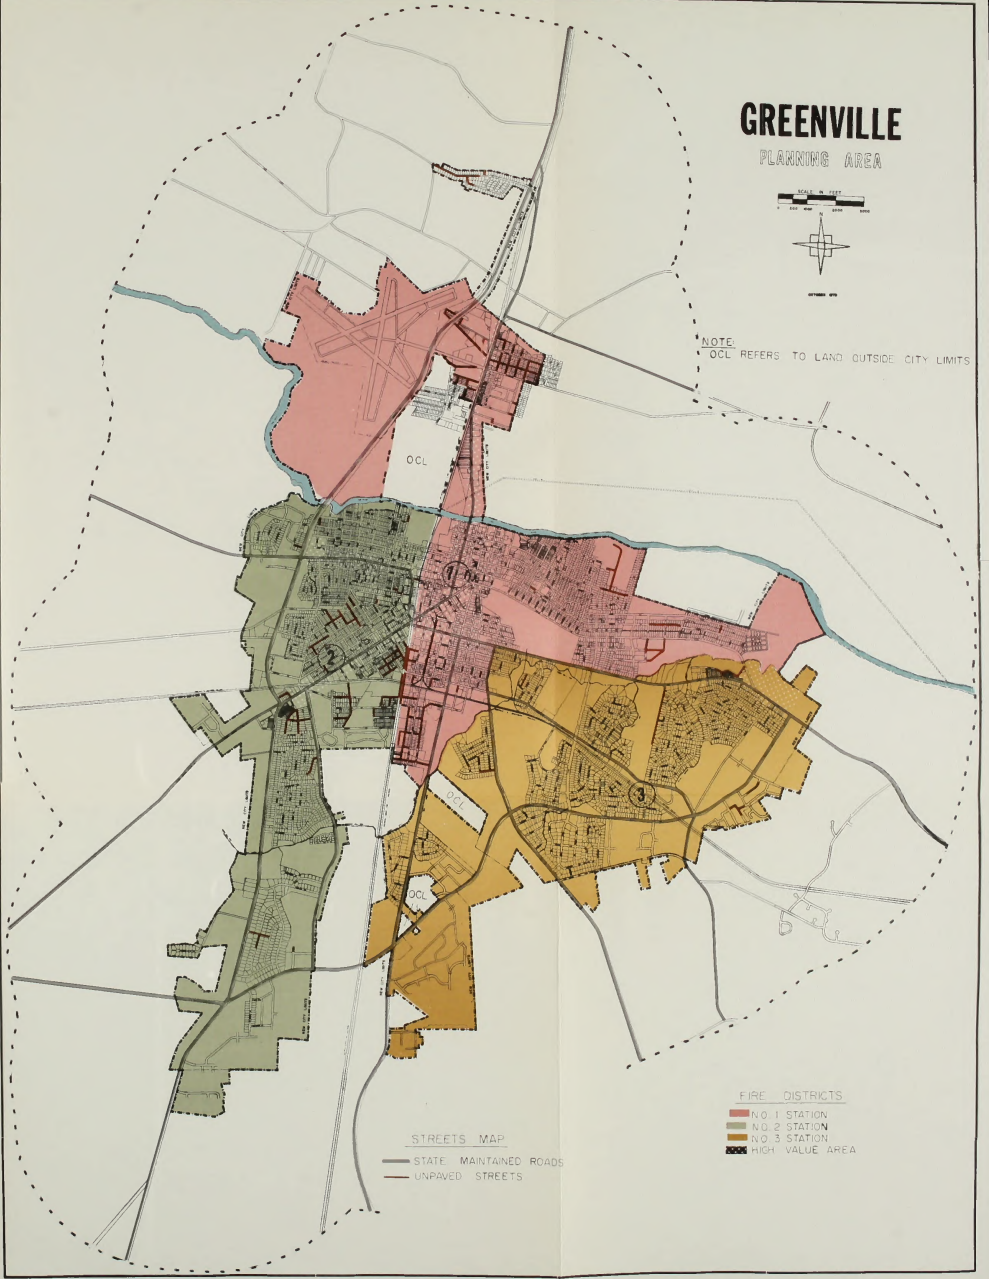 GREENVILLE
PLANNING AREA
SCALE IN FEET
N
NOTE:
OCL REFERS TO LAND OUTSIDE CITY LIMITS
OCL
1
2
OCL
3
OCL
FIRE DISTRICTS
NO. 1 STATION
NO. 2 STATION
NO. 3 STATION
HIGH VALUE AREA
STREETS MAP
STATE MAINTAINED ROADS
UNPAVED STREETS